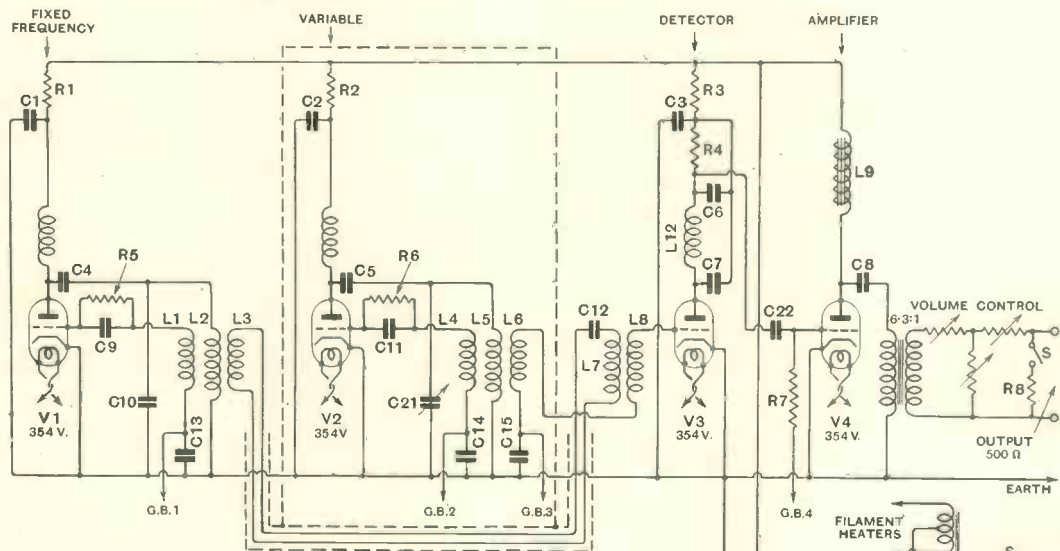 FIXED
FREQUENCY
VARIABLE
DETECTOR
AMPLIFIER
C1
R1
C2
R2
C3
R3
R4
C6
L12
C7
L9
C4
R5
C5
R6
C8
C9
L1
L2
L3
C11
L4
L5
L6
C12
L7
L8
C22
6·3:1
VOLUME CONTROL
S
R8
C10
C13
C21
C14
C15
R7
V1
354V.
V2
354V.
V3
354V.
V4
354V.
OUTPUT
500 Ω
EARTH
G.B.1
G.B.2
G.B.3
G.B.4
FILAMENT
HEATERS
S